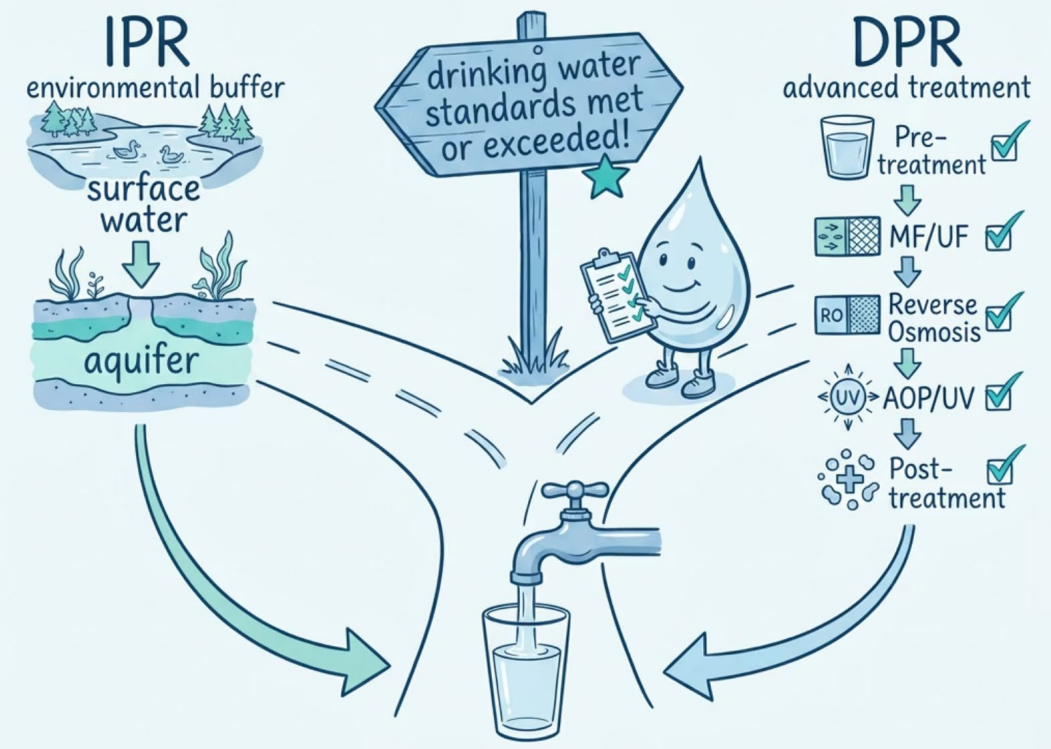 IPR
environmental buffer
surface
water
aquifer
drinking water
standards met
or exceeded!
DPR
advanced treatment
Pre-
treatment
MF/UF
RO
Reverse
Osmosis
UV
AOP/UV
Post-
treatment